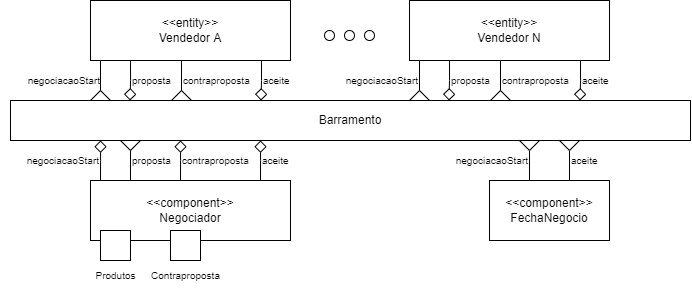 <<entity>>
Vendedor A
<<entity>>
Vendedor N
negociacaoStart
proposta
contraproposta
aceite
negociacaoStart
proposta
contraproposta
aceite
Barramento
negociacaoStart
proposta
contraproposta
aceite
negociacaoStart
aceite
<<component>>
Negociador
<<component>>
FechaNegocio
Produtos
Contraproposta